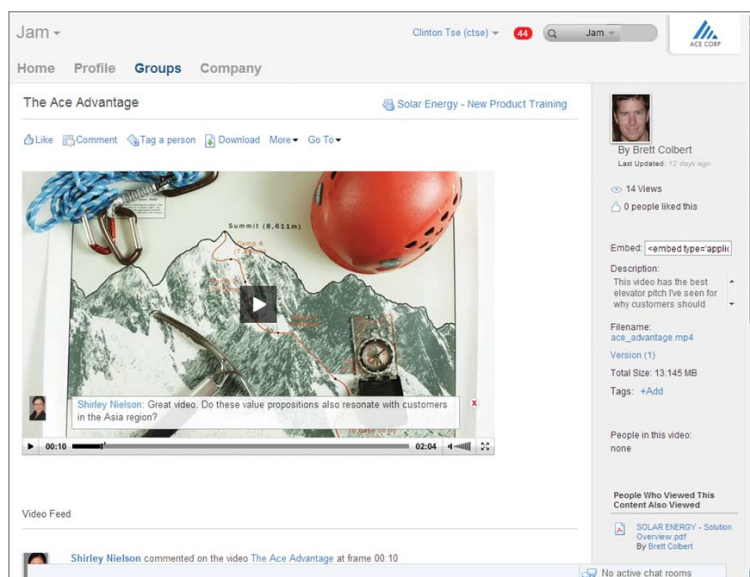 Jam
Clinton Tse (ctse)
44
Jam
ACE CORP
Home Profile Groups Company
The Ace Advantage
Solar Energy - New Product Training
Like Comment Tag a person Download More Go To
Summit (8,611m)
Camp 4
Shirley Nielson: Great video. Do these value propositions also resonate with customers
in the Asia region?
x
00:10
02:04
Video Feed
Shirley Nielson commented on the video The Ace Advantage at frame 00:10
By Brett Colbert
Last Updated: 12 days ago
14 Views
0 people liked this
Embed: <embed type='applic
Description:
This video has the best
elevator pitch I've seen for
why customers should
Filename:
ace_advantage.mp4
Version (1)
Total Size: 13.145 MB
Tags: +Add
People in this video:
none
People Who Viewed This
Content Also Viewed
SOLAR ENERGY - Solution
Overview.pdf
By Brett Colbert
No active chat rooms